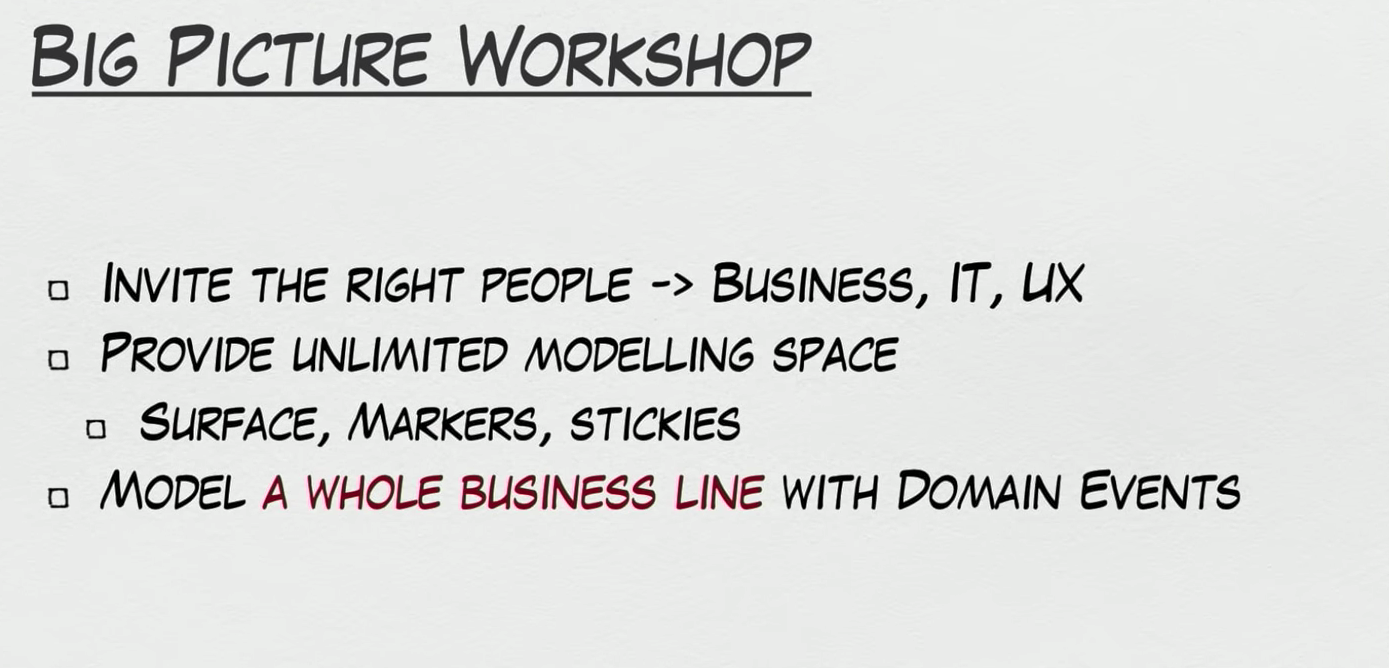 Big Picture Workshop
Invite the right people -> Business, IT, UX
Provide unlimited modelling space
Surface, Markers, stickies
Model a whole business line with Domain Events